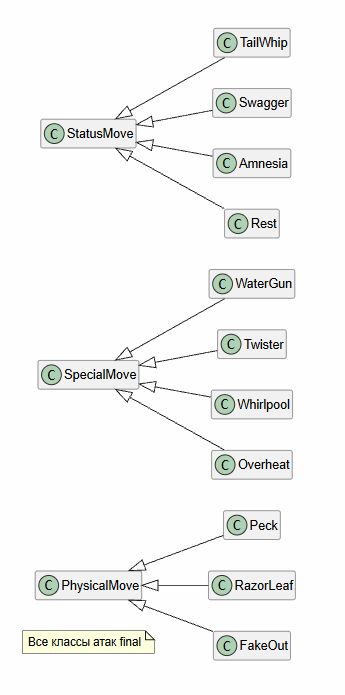 C TailWhip
C Swagger
C StatusMove
C Amnesia
C Rest
C WaterGun
C Twister
C SpecialMove
C Whirlpool
C Overheat
C Peck
C PhysicalMove
C RazorLeaf
Все классы атак final
C FakeOut